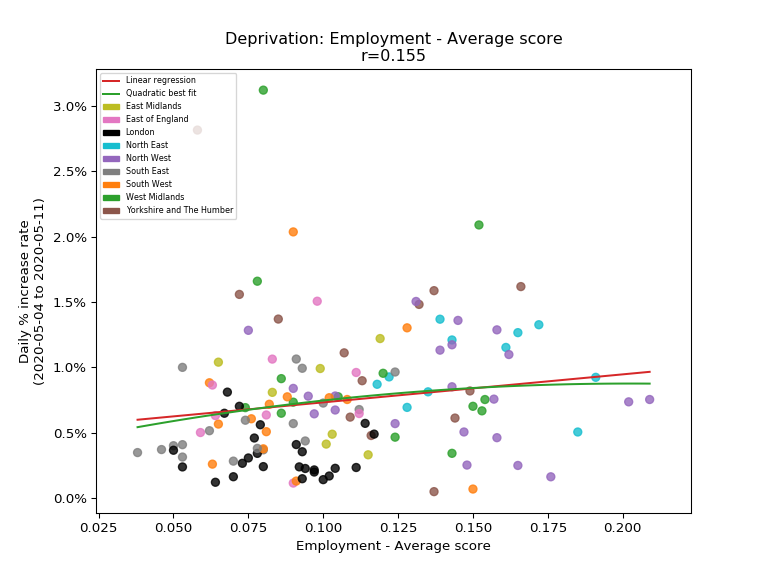 Deprivation: Employment - Average score
r=0.155
Daily % increase rate
(2020-05-04 to 2020-05-11)
3.0%
2.5%
2.0%
1.5%
1.0%
0.5%
0.0%
Linear regression
Quadratic best fit
East Midlands
East of England
London
North East
North West
South East
South West
West Midlands
Yorkshire and The Humber
0.025
0.050
0.075
0.100
0.125
0.150
0.175
0.200
Employment - Average score